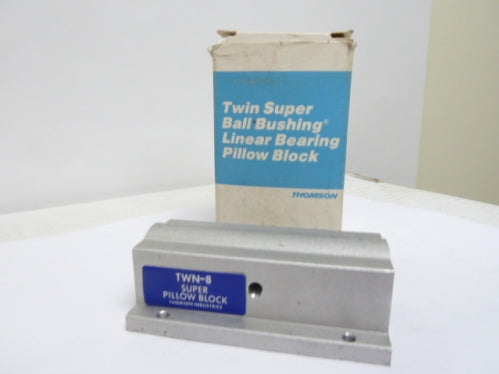 Twin Super
Ball Bushing®
Linear Bearing
Pillow Block
THOMSON
TWN-8
SUPER
PILLOW BLOCK
THOMSON INDUSTRIES